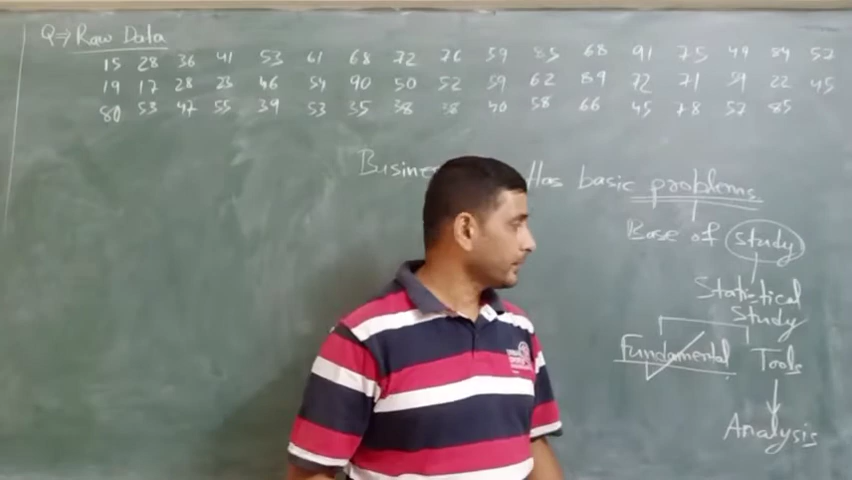 Q⇒ Raw Data
15 28 36 41 53 61 68 72 76 59 85 68 91 75 49 84 57
19 17 28 23 46 54 90 50 52 59 62 89 72 71 59 22 45
80 53 47 55 39 53 35 38 38 40 58 66 45 78 57 85
Busines Has basic problems
Base of study
Statistical
Study
Fundamental Tools
Analysis